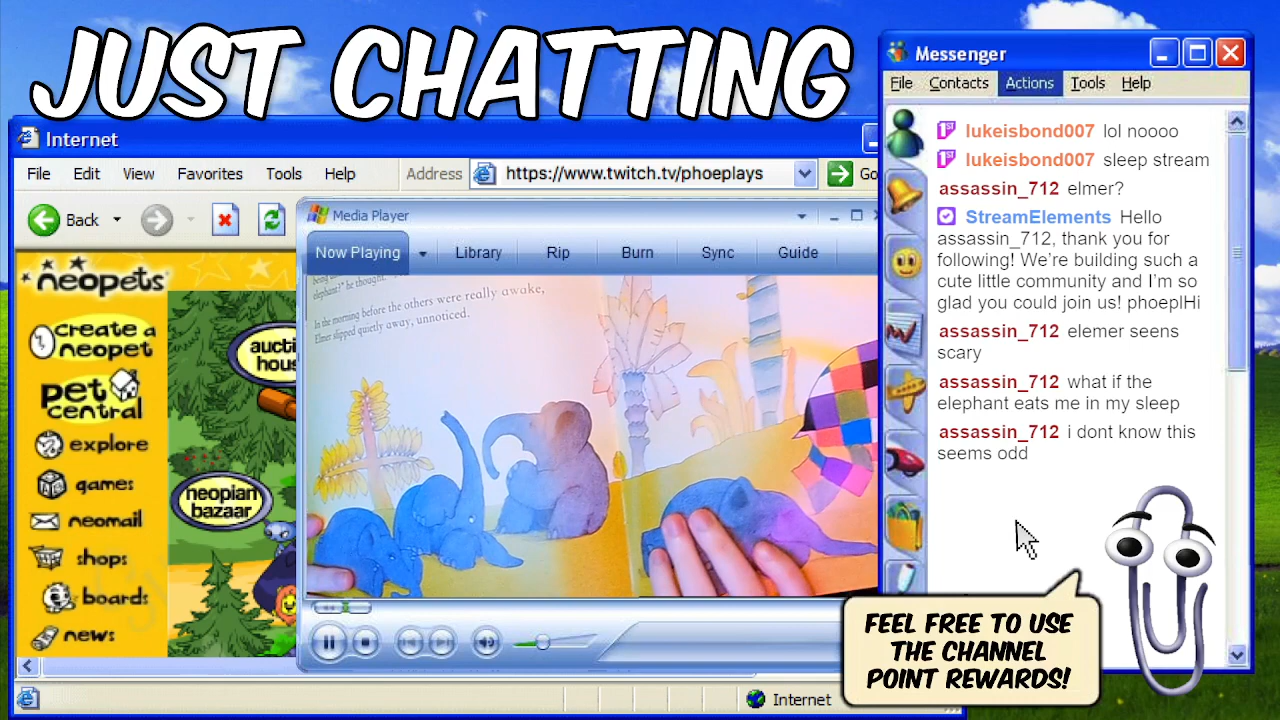 JUST CHATTING
Messenger
File Contacts Actions Tools Help
lukeisbond007 lol noooo
lukeisbond007 sleep stream
assassin_712 elmer?
StreamElements Hello
assassin_712, thank you for
following! We're building such a
cute little community and I'm so
glad you could join us! phoeplHi
assassin_712 elemer seens
scary
assassin_712 what if the
elephant eats me in my sleep
assassin_712 i dont know this
seems odd
Internet
File Edit View Favorites Tools Help
Address https://www.twitch.tv/phoeplays Go
Back
Media Player
Now Playing Library Rip Burn Sync Guide
elephant?" he thought.
In the morning before the others were really awake,
Elmer slipped quietly away, unnoticed.
neopets
create a
neopet
pet
central
explore
games
neomail
shops
boards
news
neopian
bazaar
FEEL FREE TO USE
THE CHANNEL
POINT REWARDS!
Internet